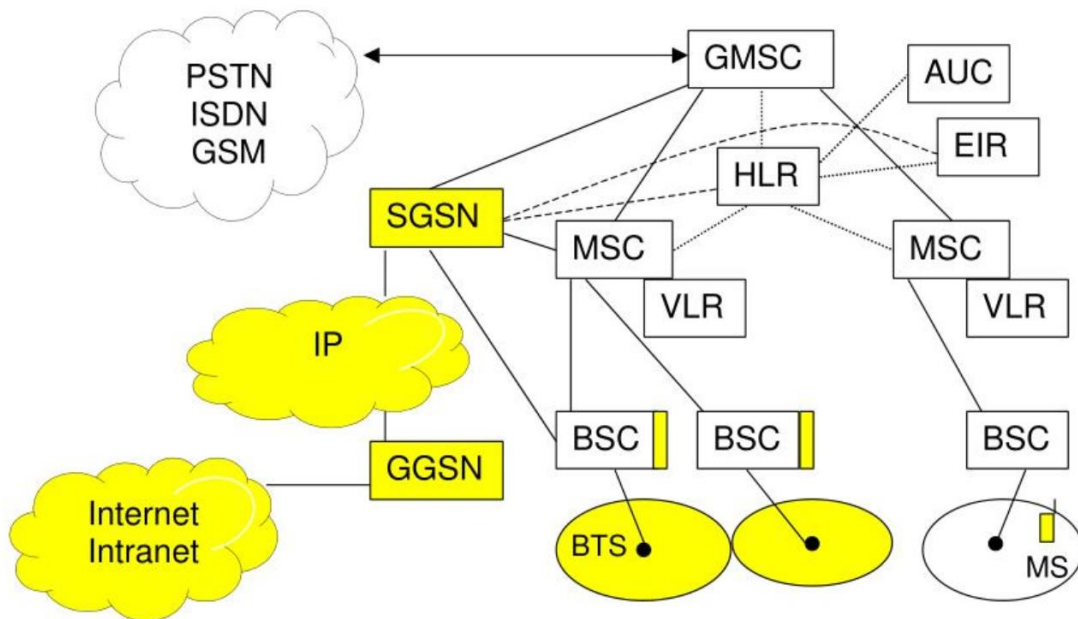 PSTN
ISDN
GSM
GMSC
AUC
EIR
HLR
SGSN
MSC
VLR
MSC
VLR
IP
BSC
BSC
BSC
GGSN
Internet
Intranet
BTS
MS